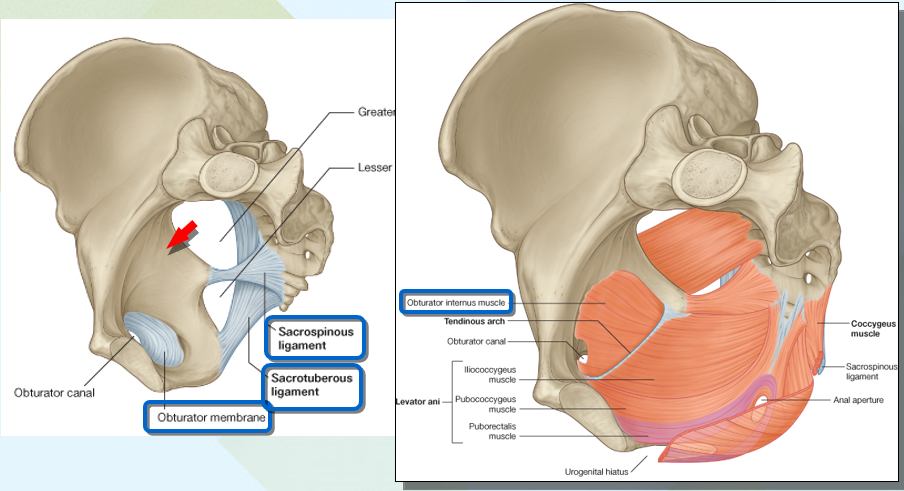 Greater
Lesser
Sacrospinous
ligament
Sacrotuberous
ligament
Obturator canal
Obturator membrane
Obturator internus muscle
Tendinous arch
Obturator canal
Iliococcygeus
muscle
Levator ani
Pubococcygeus
muscle
Puborectalis
muscle
Urogenital hiatus
Coccygeus
muscle
Sacrospinous
ligament
Anal aperture